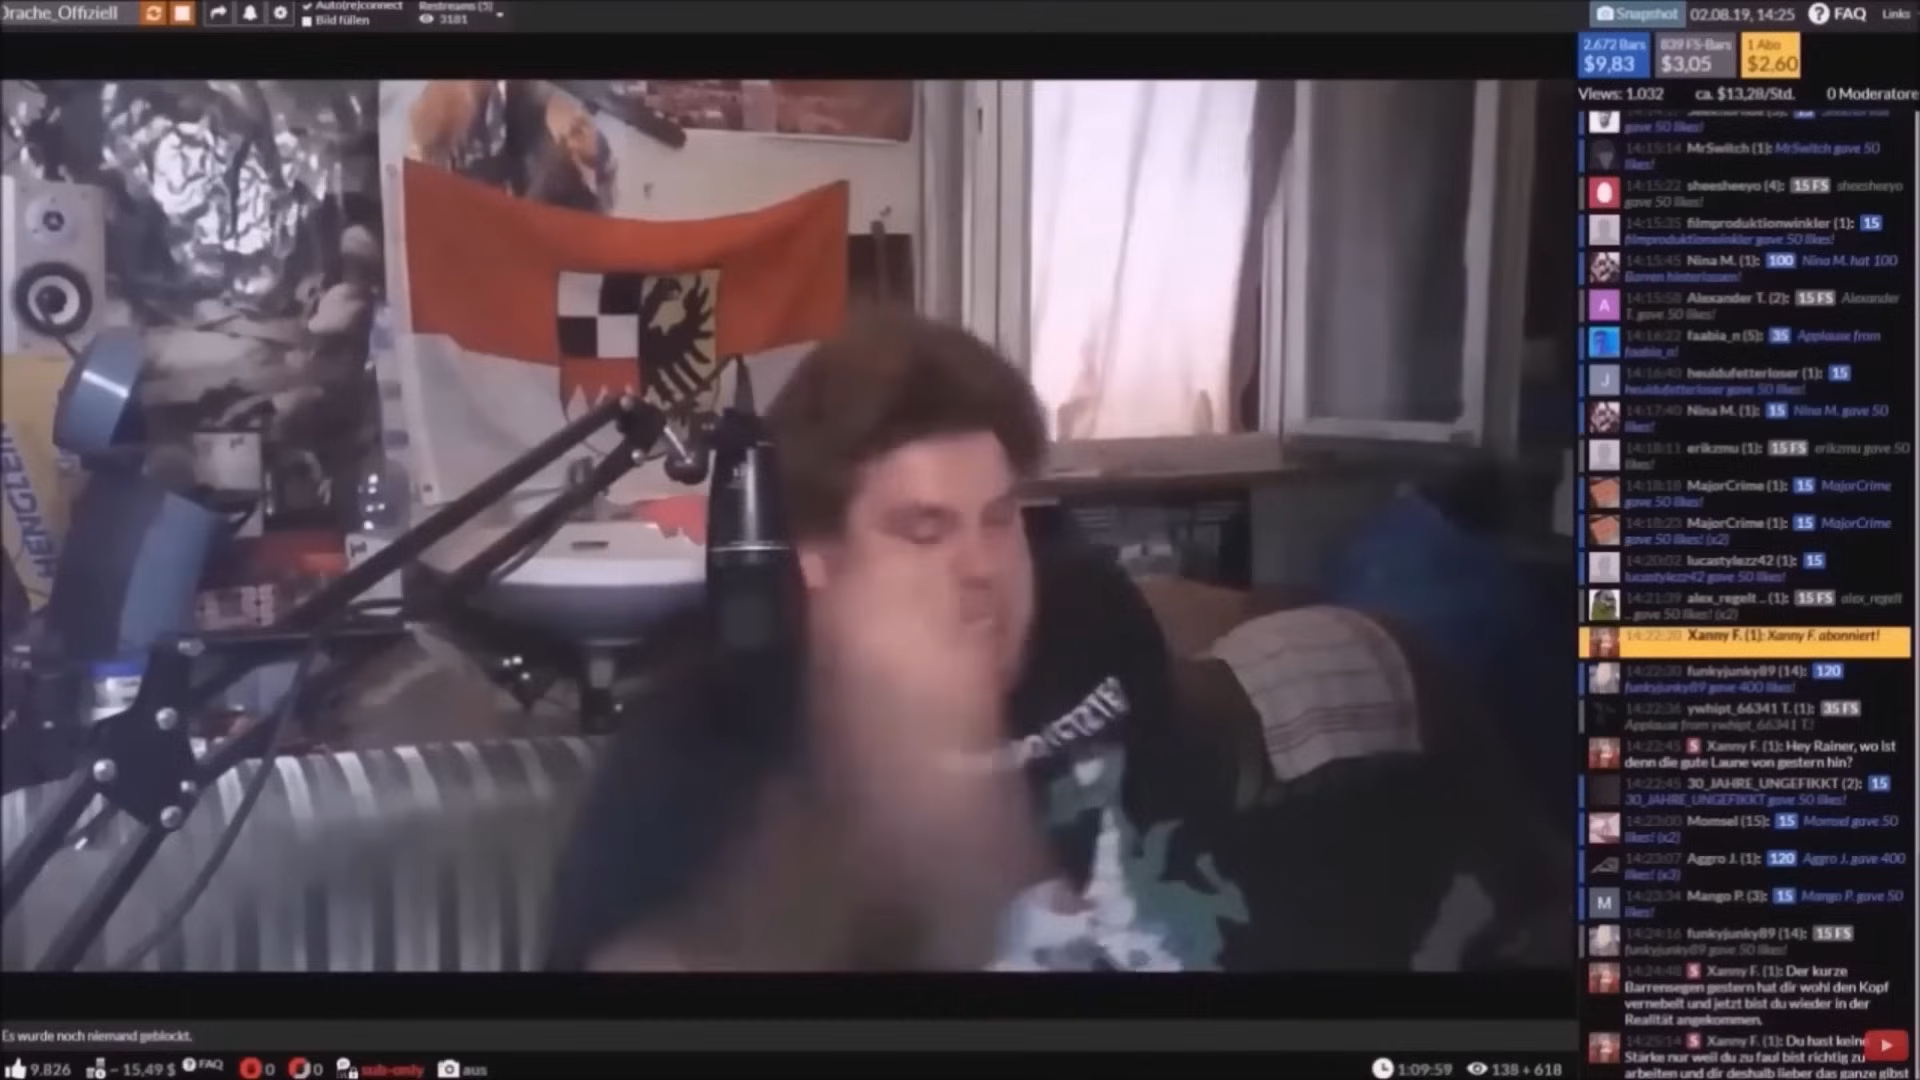 Drache_Offiziell
Auto(re)connect
Bild füllen
Restreams (5)
3181
Snapshot
02.08.19, 14:25
FAQ
Links
2.672 Bars
$9,83
839 FS-Bars
$3,05
1 Abo
$2,60
Views: 1.032
ca. $13,28/Std.
0 Moderatore
gave 50 likes!
14:15:14 MrSwitch (1): MrSwitch gave 50
likes!
14:15:22 sheesheeyo (4): 15 FS sheesheeyo
gave 50 likes!
14:15:35 filmproduktionwinkler (1): 15
filmproduktionwinkler gave 50 likes!
14:15:45 Nina M. (1): 100 Nina M. hat 100
Barren hinterlassen!
14:15:58 Alexander T. (2): 15 FS Alexander
T. gave 50 likes!
14:16:22 faabia_n (5): 35 Applause from
faabia_n!
14:16:40 heuldufetterloser (1): 15
heuldufetterloser gave 50 likes!
14:17:40 Nina M. (1): 15 Nina M. gave 50
likes!
14:18:11 erikzmu (1): 15 FS erikzmu gave 50
likes!
14:18:18 MajorCrime (1): 15 MajorCrime
gave 50 likes!
14:18:23 MajorCrime (1): 15 MajorCrime
gave 50 likes! (x2)
14:20:02 lucastylezz42 (1): 15
lucastylezz42 gave 50 likes!
14:21:39 alex_regelt .. (1): 15 FS alex_regelt
.. gave 50 likes! (x2)
14:22:20 Xanny F. (1): Xanny F. abonniert!
14:22:30 funkyjunky89 (14): 120
funkyjunky89 gave 400 likes!
14:22:36 ywhipt_66341 T. (1): 35 FS
Applause from ywhipt_66341 T.!
14:22:45 S Xanny F. (1): Hey Rainer, wo ist
denn die gute Laune von gestern hin?
14:22:45 30_JAHRE_UNGEFIKKT (2): 15
30_JAHRE_UNGEFIKKT gave 50 likes!
14:23:00 Momsel (15): 15 Momsel gave 50
likes! (x2)
14:23:07 Aggro J. (1): 120 Aggro J. gave 400
likes! (x3)
14:23:34 Mango P. (3): 15 Mango P. gave 50
likes!
14:24:16 funkyjunky89 (14): 15 FS
funkyjunky89 gave 50 likes!
14:24:48 S Xanny F. (1): Der kurze
Barrensegen gestern hat dir wohl den Kopf
vernebelt und jetzt bist du wieder in der
Realität angekommen.
14:25:14 S Xanny F. (1): Du hast keine
Stärke nur weil du zu faul bist richtig zu
arbeiten und dir deshalb lieber das ganze gibst
Es wurde noch niemand geblockt.
9.826
~ 15,49 $
FAQ
0
0
sub-only
aus
1:09:59
138 + 618